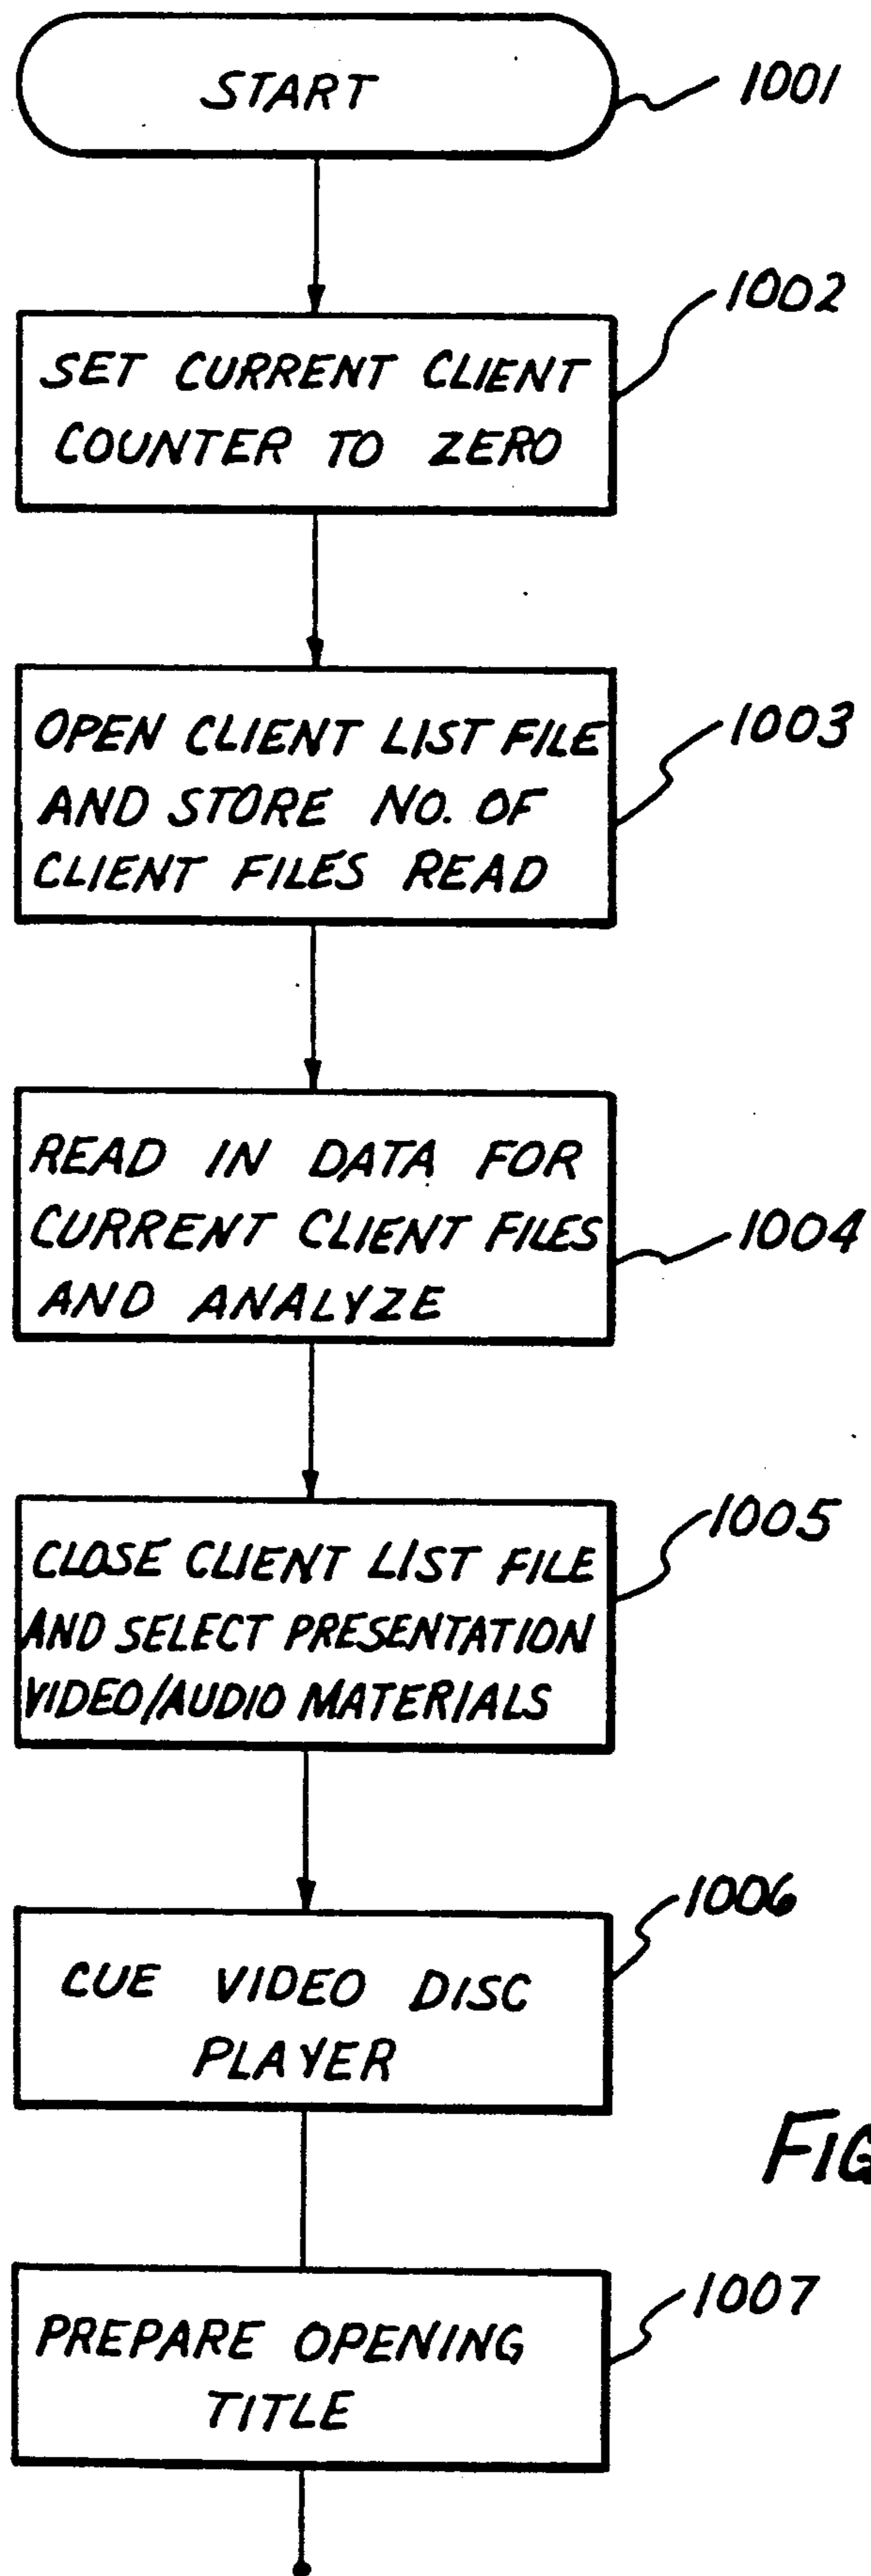 START
1001
1002
SET CURRENT CLIENT
COUNTER TO ZERO
1003
OPEN CLIENT LIST FILE
AND STORE NO. OF
CLIENT FILES READ
READ IN DATA FOR
CURRENT CLIENT FILES
AND ANALYZE
1004
1005
CLOSE CLIENT LIST FILE
AND SELECT PRESENTATION
VIDEO/AUDIO MATERIALS
1006
CUE VIDEO DISC
PLAYER
FIG
1007
PREPARE OPENING
TITLE